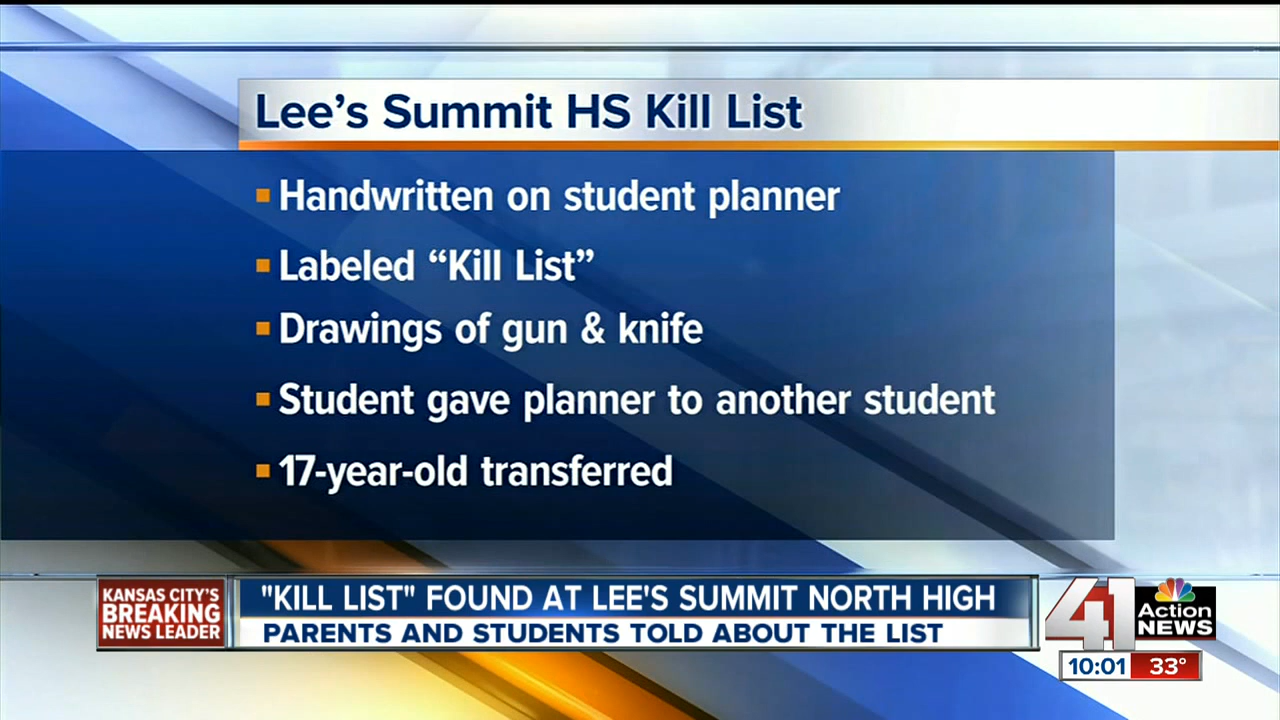 Lee’s Summit HS Kill List
Handwritten on student planner
Labeled “Kill List”
Drawings of gun & knife
Student gave planner to another student
17-year-old transferred
KANSAS CITY'S
BREAKING
NEWS LEADER
"KILL LIST" FOUND AT LEE'S SUMMIT NORTH HIGH
PARENTS AND STUDENTS TOLD ABOUT THE LIST
41
Action
NEWS
10:01 33°